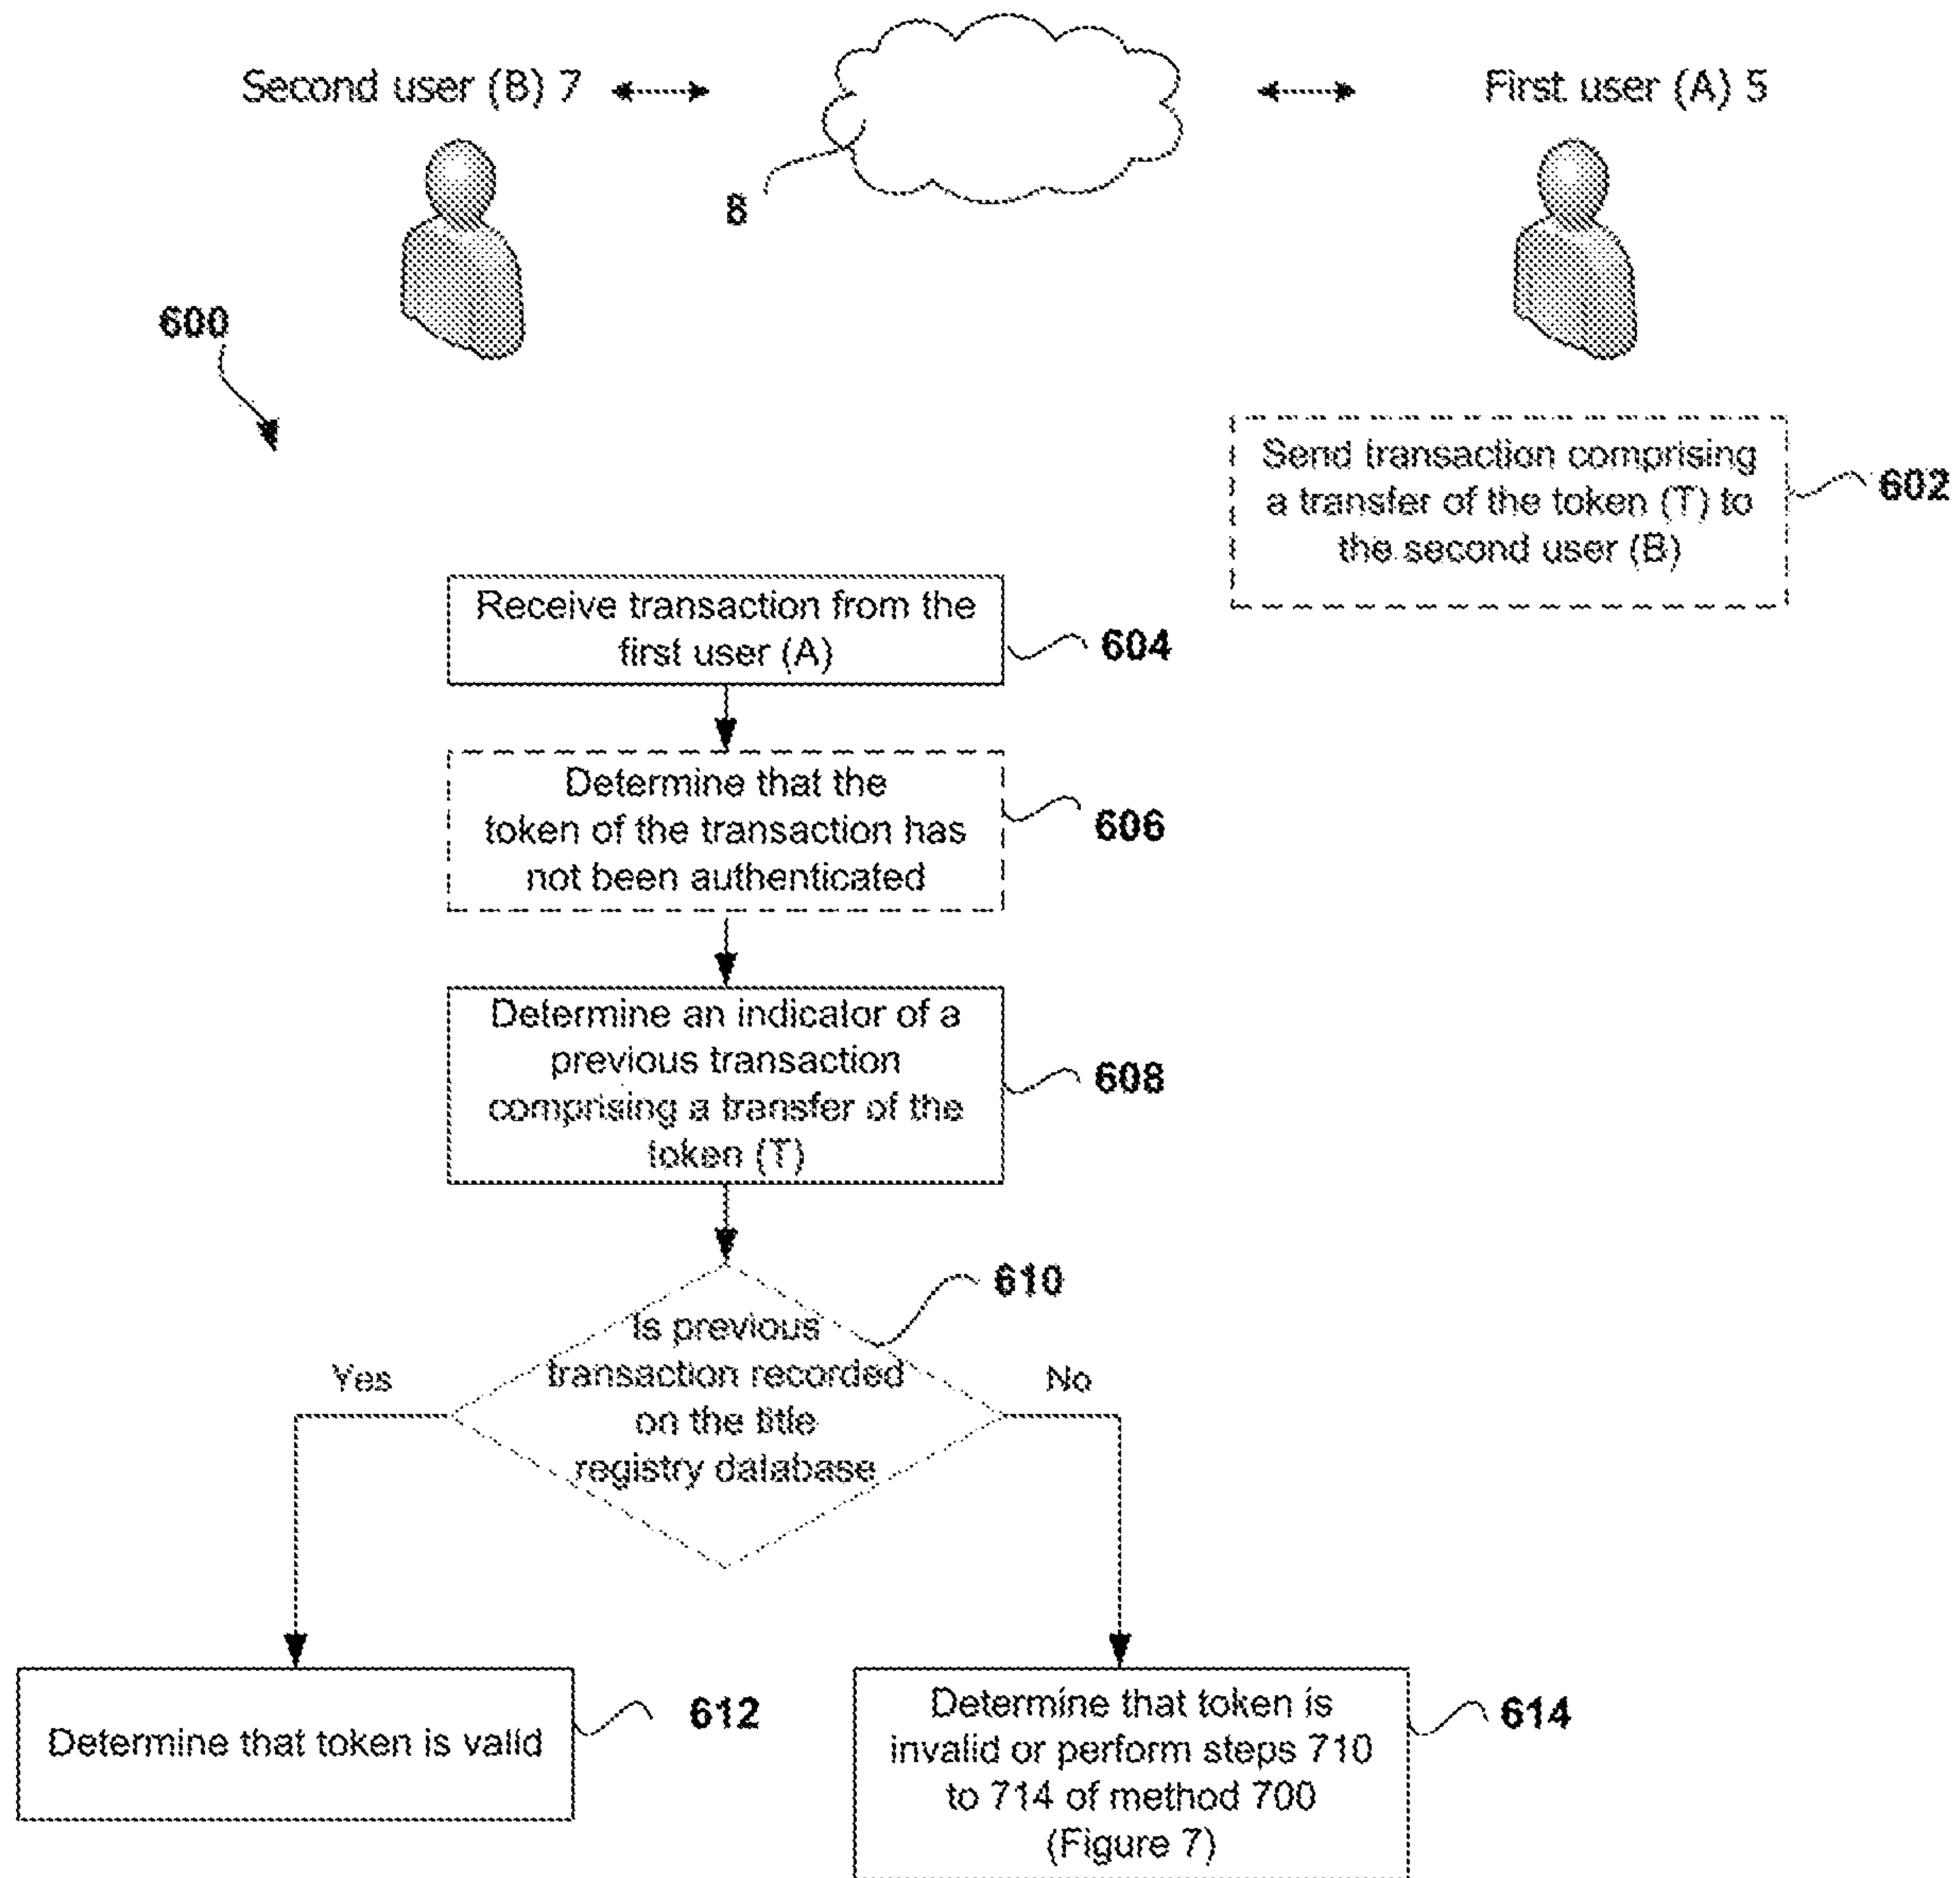 Second user (B) 7
First user (A) 5
8
600
Send transaction comprising
a transfer of the token (T) to
the second user (B)
602
Receive transaction from the
first user (A)
604
Determine that the
token of the transaction has
not been authenticated
606
Determine an indicator of a
previous transaction
comprising a transfer of the
token (T)
608
610
Is previous
transaction recorded
on the title
registry database
Yes
No
Determine that token is valid
612
Determine that token is
invalid or perform steps 710
to 714 of method 700
(Figure 7)
614